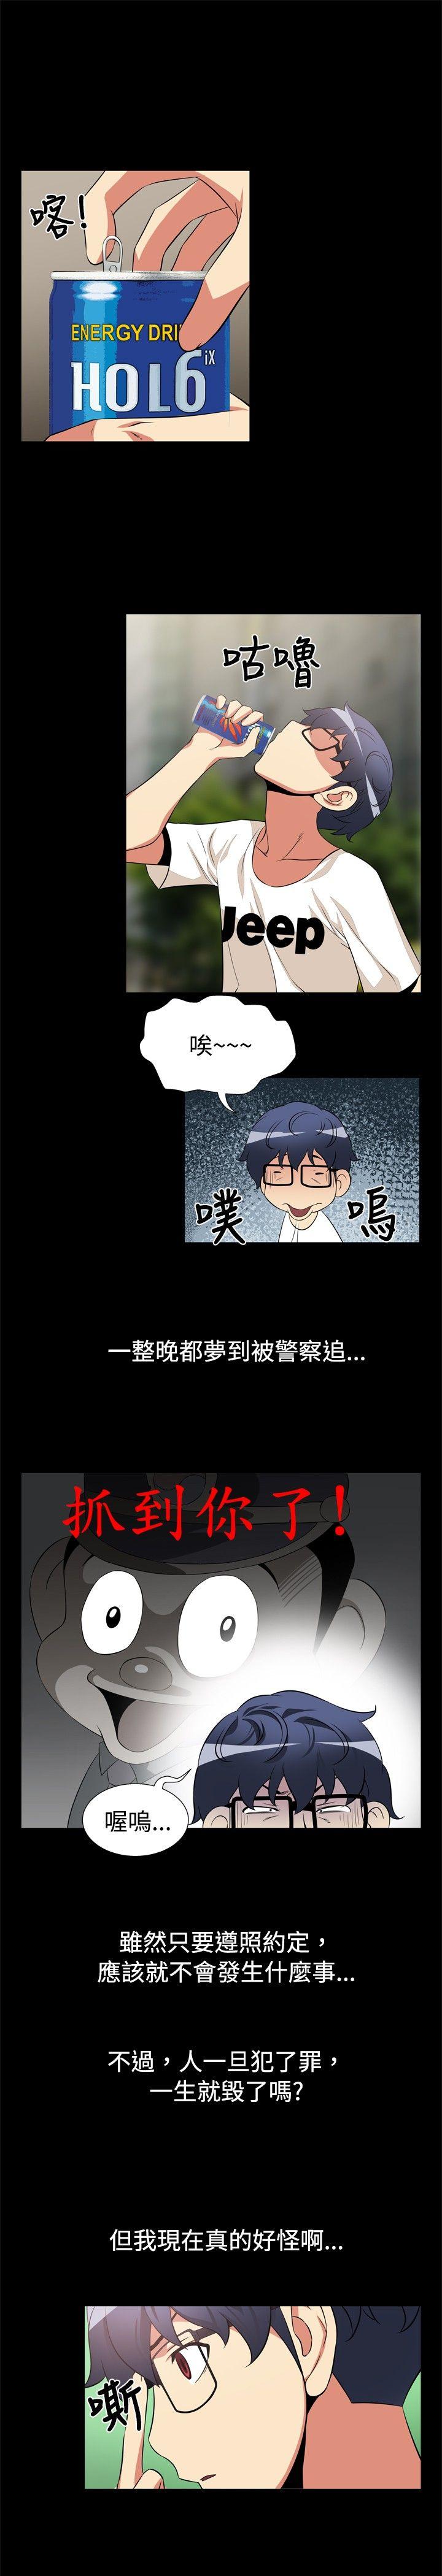 喀!
ENERGY DRI
HOL6iX
咕嚕
Jeep
唉~~~
噗
嗚
一整晚都夢到被警察追...
抓到你了!
喔嗚...
雖然只要遵照約定，
應該就不會發生什麼事...
不過，人一旦犯了罪，
一生就毀了嗎?
但我現在真的好怪啊...
嘶